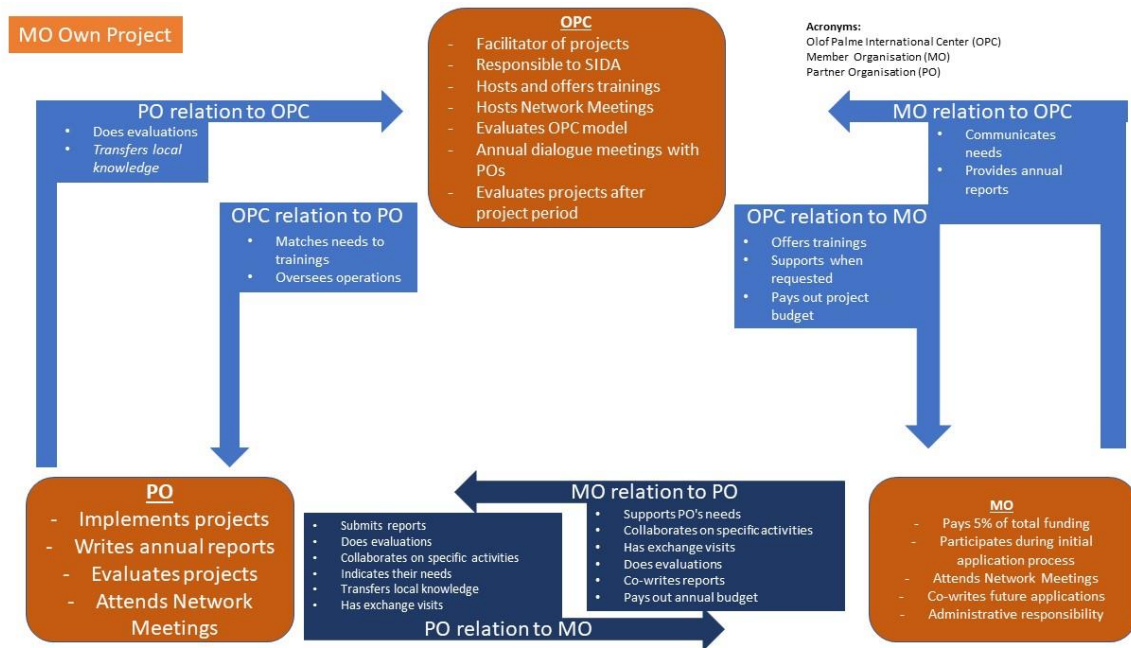 MO Own Project
OPC
- Facilitator of projects
- Responsible to SIDA
- Hosts and offers trainings
- Hosts Network Meetings
- Evaluates OPC model
- Annual dialogue meetings with
POs
- Evaluates projects after
project period
Acronyms:
Olof Palme International Center (OPC)
Member Organisation (MO)
Partner Organisation (PO)
PO relation to OPC
• Does evaluations
• Transfers local
knowledge
MO relation to OPC
• Communicates
needs
• Provides annual
reports
OPC relation to PO
• Matches needs to
trainings
• Oversees operations
OPC relation to MO
• Offers trainings
• Supports when
requested
• Pays out project
budget
PO
- Implements projects
- Writes annual reports
- Evaluates projects
- Attends Network
Meetings
MO relation to PO
• Supports PO's needs
• Collaborates on specific activities
• Has exchange visits
• Does evaluations
• Co-writes reports
• Pays out annual budget
• Submits reports
• Does evaluations
• Collaborates on specific activities
• Indicates their needs
• Transfers local knowledge
• Has exchange visits
PO relation to MO
MO
- Pays 5% of total funding
- Participates during initial
application process
- Attends Network Meetings
- Co-writes future applications
- Administrative responsibility